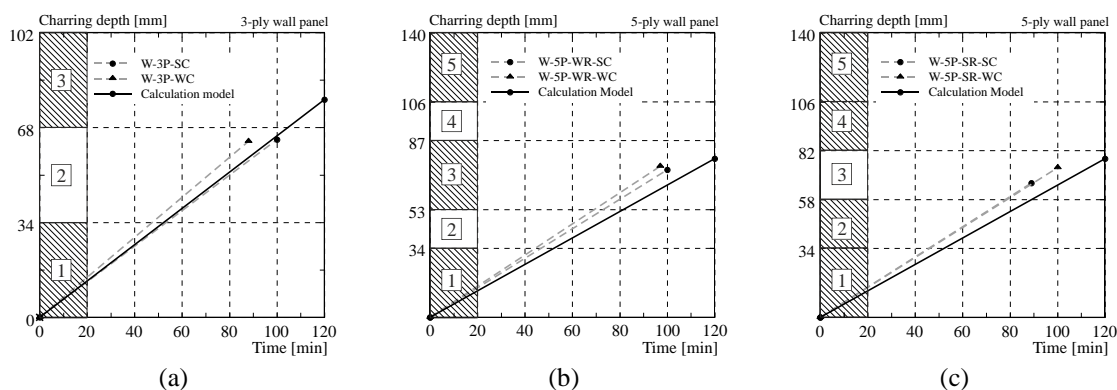 Charring depth [mm] 3-ply wall panel
102
3
W-3P-SC
W-3P-WC
Calculation model
68
2
34
1
0
0 20 40 60 80 100 120
Time [min]
(a)
Charring depth [mm] 5-ply wall panel
140
5
W-5P-WR-SC
W-5P-WR-WC
Calculation Model
106
4
87
3
53
2
34
1
0
0 20 40 60 80 100 120
Time [min]
(b)
Charring depth [mm] 5-ply wall panel
140
5
W-5P-SR-SC
W-5P-SR-WC
Calculation Model
106
4
82
3
58
2
34
1
0
0 20 40 60 80 100 120
Time [min]
(c)